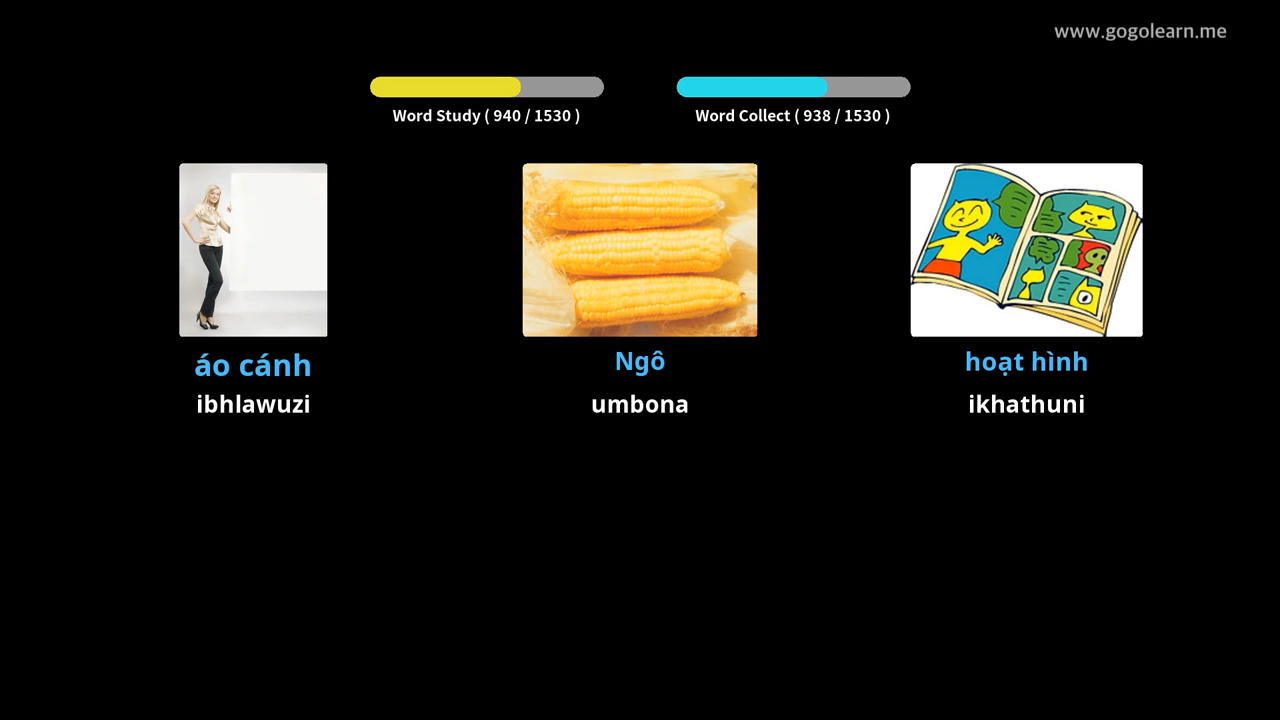 www.gogolearn.me
Word Study ( 940 / 1530 )
Word Collect ( 938 / 1530 )
áo cánh
Ngô
hoạt hình
ibhlawuzi
umbona
ikhathuni